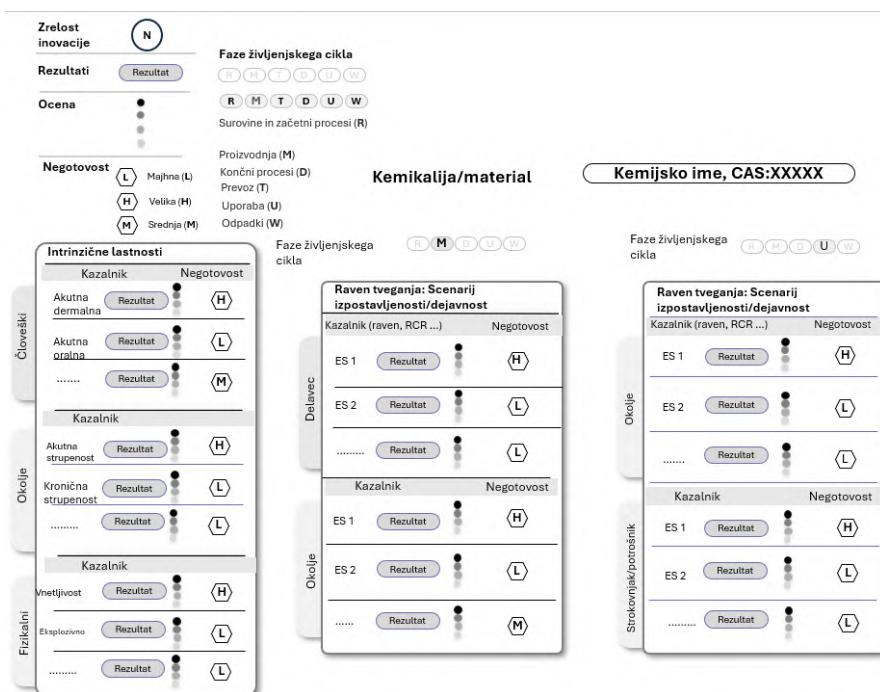 Zrelost
inovacije
N
Rezultati
Rezultat
Ocena
Negotovost
L
Majhna (L)
H
Velika (H)
M
Srednja (M)
Faze življenjskega cikla
R M T D U W
R M T D U W
Surovine in začetni procesi (R)
Proizvodnja (M)
Končni procesi (D)
Prevoz (T)
Uporaba (U)
Odpadki (W)
Kemikalija/material
Kemijsko ime, CAS:XXXXX
Intrinzične lastnosti
Kazalnik Negotovost
Človeški
Akutna
dermalna
Rezultat
H
Akutna
oralna
Rezultat
L
.......
Rezultat
M
Kazalnik
Okolje
Akutna
strupenost
Rezultat
H
Kronična
strupenost
Rezultat
L
.........
Rezultat
L
Kazalnik
Fizikalni
Vnetljivost
Rezultat
H
Eksplozivno
Rezultat
L
.........
Rezultat
L
Faze življenjskega
cikla
R M D U W
Raven tveganja: Scenarij
izpostavljenosti/dejavnost
Kazalnik (raven, RCR ...) Negotovost
Delavec
ES 1
Rezultat
H
ES 2
Rezultat
L
.........
Rezultat
L
Kazalnik Negotovost
Okolje
ES 1
Rezultat
H
ES 2
Rezultat
L
......
Rezultat
M
Faze življenjskega
cikla
R M D U W
Raven tveganja: Scenarij
izpostavljenosti/dejavnost
Kazalnik (raven, RCR ...) Negotovost
Okolje
ES 1
Rezultat
H
ES 2
Rezultat
L
.......
Rezultat
L
Kazalnik Negotovost
Strokovnjak/potrošnik
ES 1
Rezultat
H
ES 2
Rezultat
L
.........
Rezultat
L